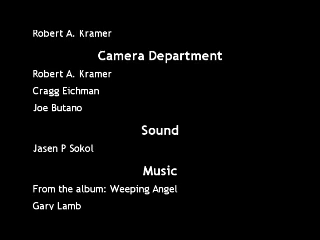 Robert A. Kramer
Camera Department
Robert A. Kramer
Cragg Eichman
Joe Butano
Sound
Jasen P Sokol
Music
From the album: Weeping Angel
Gary Lamb